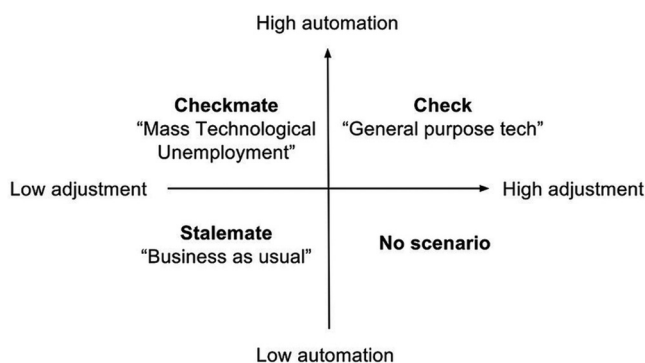 High automation
Checkmate
“Mass Technological
Unemployment”
Check
“General purpose tech”
Low adjustment
High adjustment
Stalemate
“Business as usual”
No scenario
Low automation